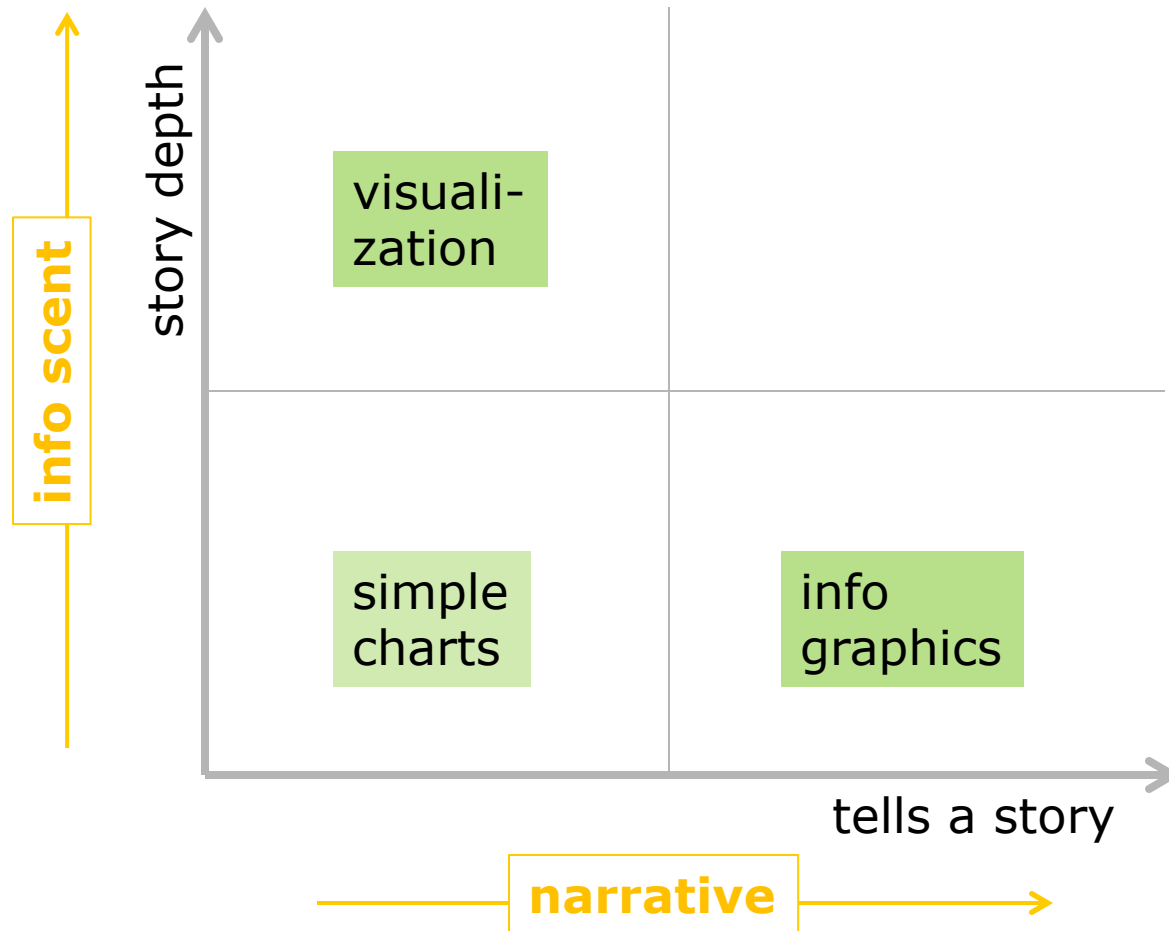 info scent
story depth
visuali-
zation
simple
charts
info
graphics
tells a story
narrative